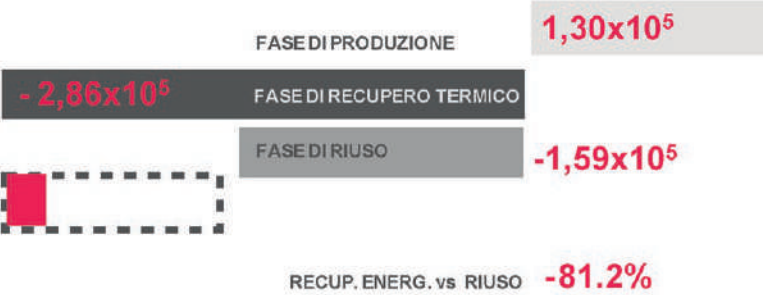 FASE DI PRODUZIONE 1,30x10⁵
- 2,86x10⁵ FASE DI RECUPERO TERMICO
FASE DI RIUSO -1,59x10⁵
RECUP. ENERG. vs RIUSO -81.2%